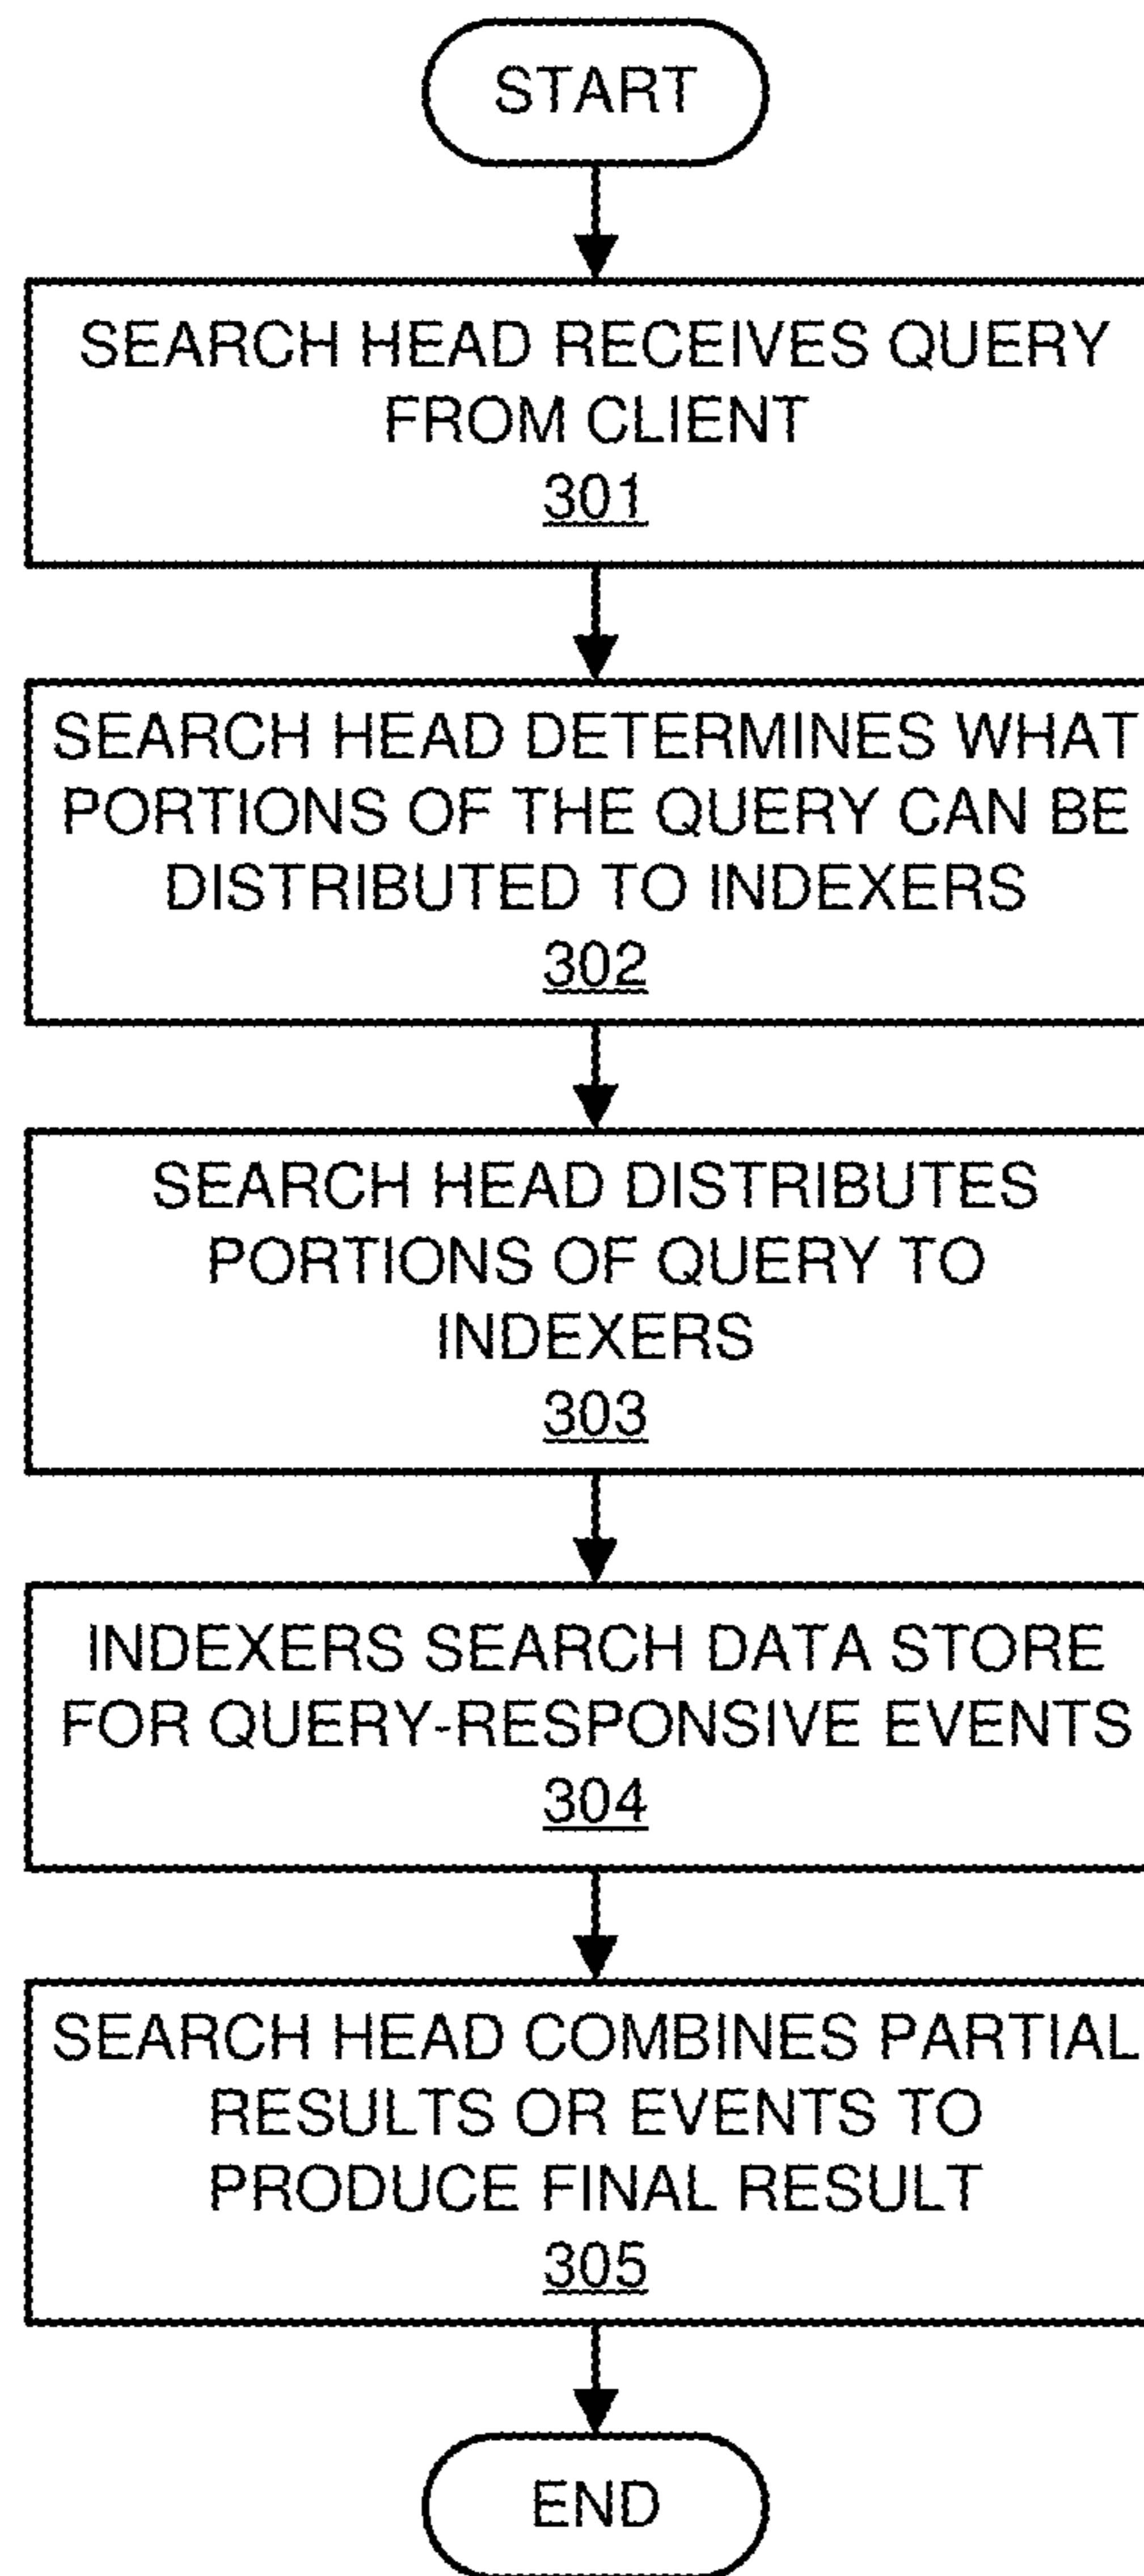 START
SEARCH HEAD RECEIVES QUERY
FROM CLIENT
301
SEARCH HEAD DETERMINES WHAT
PORTIONS OF THE QUERY CAN BE
DISTRIBUTED TO INDEXERS
302
SEARCH HEAD DISTRIBUTES
PORTIONS OF QUERY TO
INDEXERS
303
INDEXERS SEARCH DATA STORE
FOR QUERY-RESPONSIVE EVENTS
304
SEARCH HEAD COMBINES PARTIAL
RESULTS OR EVENTS TO
PRODUCE FINAL RESULT
305
END